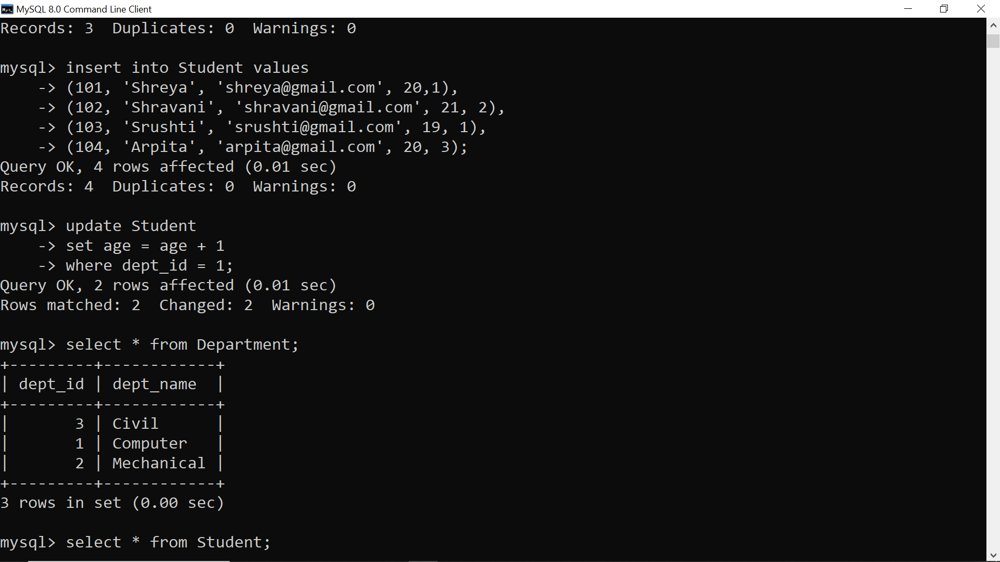 MySQL 8.0 Command Line Client
Records: 3  Duplicates: 0  Warnings: 0
mysql> insert into Student values
    -> (101, 'Shreya', 'shreya@gmail.com', 20,1),
    -> (102, 'Shravani', 'shravani@gmail.com', 21, 2),
    -> (103, 'Srushti', 'srushti@gmail.com', 19, 1),
    -> (104, 'Arpita', 'arpita@gmail.com', 20, 3);
Query OK, 4 rows affected (0.01 sec)
Records: 4  Duplicates: 0  Warnings: 0
mysql> update Student
    -> set age = age + 1
    -> where dept_id = 1;
Query OK, 2 rows affected (0.01 sec)
Rows matched: 2  Changed: 2  Warnings: 0
mysql> select * from Department;
+---------+------------+
| dept_id | dept_name  |
+---------+------------+
|       3 | Civil      |
|       1 | Computer   |
|       2 | Mechanical |
+---------+------------+
3 rows in set (0.00 sec)
mysql> select * from Student;